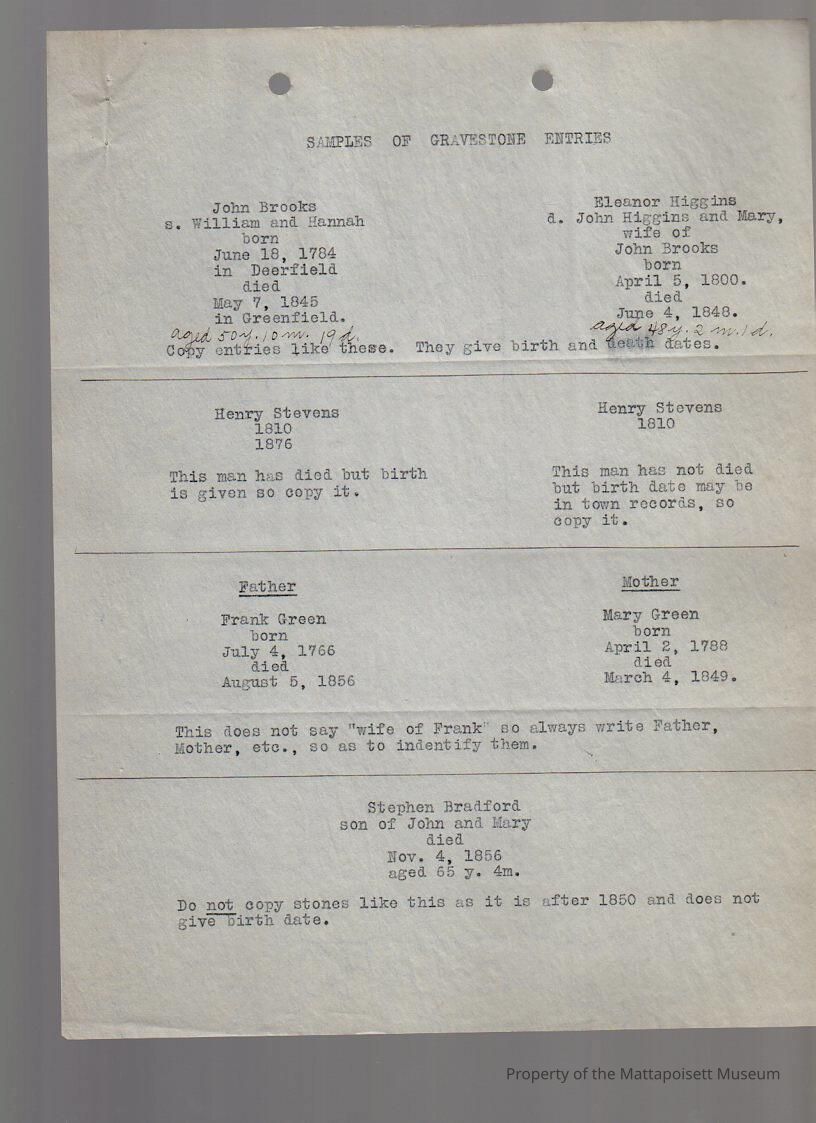 SAMPLES OF GRAVESTONE ENTRIES
John Brooks
s. William and Hannah
born
June 18, 1784
in Deerfield
died
May 7, 1845
in Greenfield.
aged 50 y. 10 m. 19 d.
Eleanor Higgins
d. John Higgins and Mary,
wife of
John Brooks
born
April 5, 1800.
died
June 4, 1848.
aged 48 y. 2 m. 1 d.
Copy entries like these. They give birth and death dates.
Henry Stevens
1810
1876
This man has died but birth
is given so copy it.
Henry Stevens
1810
This man has not died
but birth date may be
in town records, so
copy it.
Father
Frank Green
born
July 4, 1766
died
August 5, 1856
Mother
Mary Green
born
April 2, 1788
died
March 4, 1849.
This does not say "wife of Frank" so always write Father,
Mother, etc., so as to indentify them.
Stephen Bradford
son of John and Mary
died
Nov. 4, 1856
aged 65 y. 4m.
Do not copy stones like this as it is after 1850 and does not
give birth date.
Property of the Mattapoisett Museum